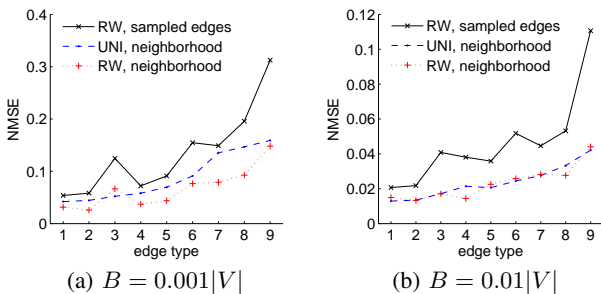 0.4
0.3
0.2
0.1
0
NMSE
RW, sampled edges
UNI, neighborhood
RW, neighborhood
1 2 3 4 5 6 7 8 9
edge type
(a) B = 0.001|V|
0.12
0.1
0.08
0.06
0.04
0.02
0
NMSE
RW, sampled edges
UNI, neighborhood
RW, neighborhood
1 2 3 4 5 6 7 8 9
edge type
(b) B = 0.01|V|